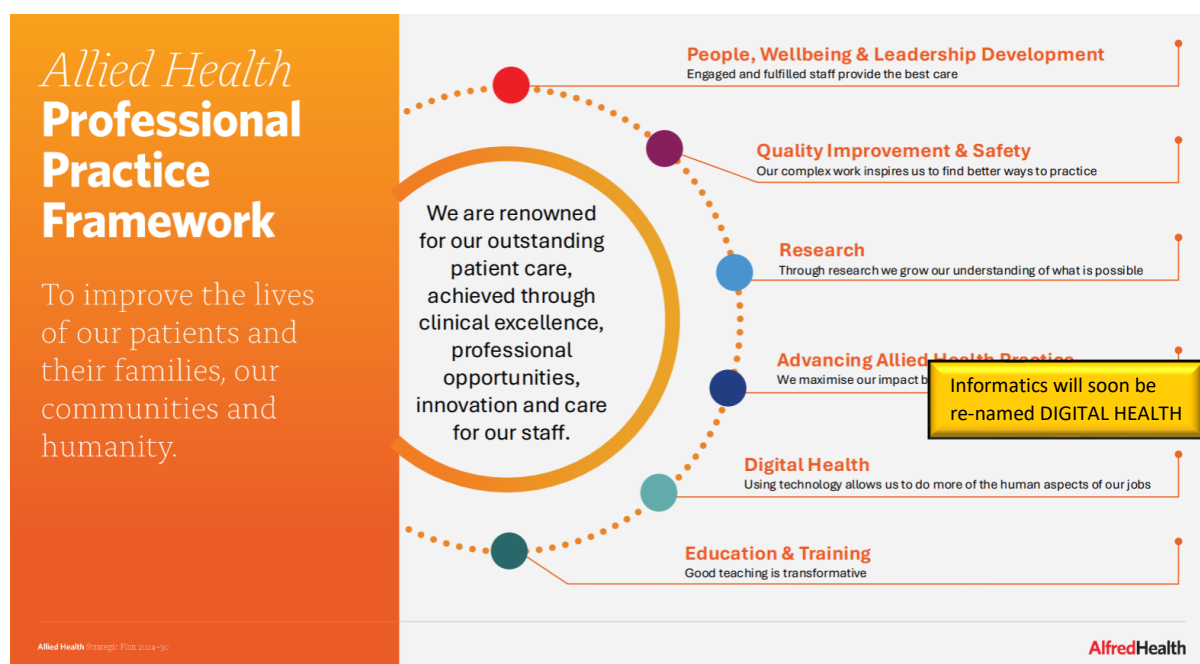 Allied Health
Professional
Practice
Framework
To improve the lives
of our patients and
their families, our
communities and
humanity.
We are renowned
for our outstanding
patient care,
achieved through
clinical excellence,
professional
opportunities,
innovation and care
for our staff.
People, Wellbeing & Leadership Development
Engaged and fulfilled staff provide the best care
Quality Improvement & Safety
Our complex work inspires us to find better ways to practice
Research
Through research we grow our understanding of what is possible
Advancing Allied Health Practice
We maximise our impact b
Informatics will soon be
re-named DIGITAL HEALTH
Digital Health
Using technology allows us to do more of the human aspects of our jobs
Education & Training
Good teaching is transformative
Allied Health Strategic Plan 2024–30
AlfredHealth